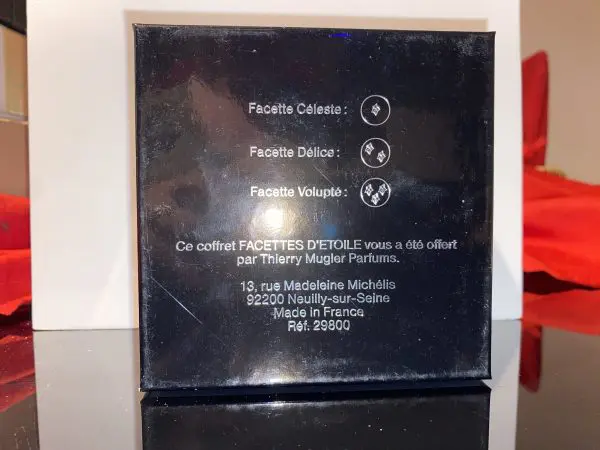 Facette Céleste :
Facette Délice :
Facette Volupté :
Ce coffret FACETTES D'ETOILE vous a été offert
par Thierry Mugler Parfums.
13, rue Madeleine Michélis
92200 Neuilly-sur-Seine
Made in France
Réf. 29800